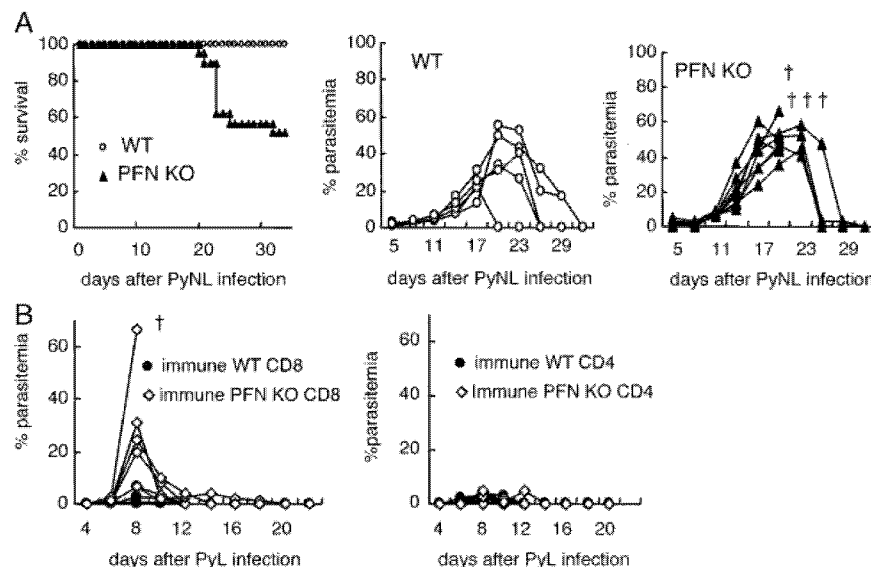 A
100
80
60
40
20
0
% survival
WT
PFN KO
0 10 20 30
days after PyNL infection
100
80
60
40
20
0
% parasitemia
WT
5 11 17 23 29
days after PyNL infection
100
80
60
40
20
0
% parasitemia
PFN KO
†
† † †
5 11 17 23 29
days after PyNL infection
B
60
40
20
0
% parasitemia
†
immune WT CD8
immune PFN KO CD8
4 8 12 16 20
days after PyL infection
60
40
20
0
%parasitemia
immune WT CD4
Immune PFN KO CD4
4 8 12 16 20
days after PyL infection